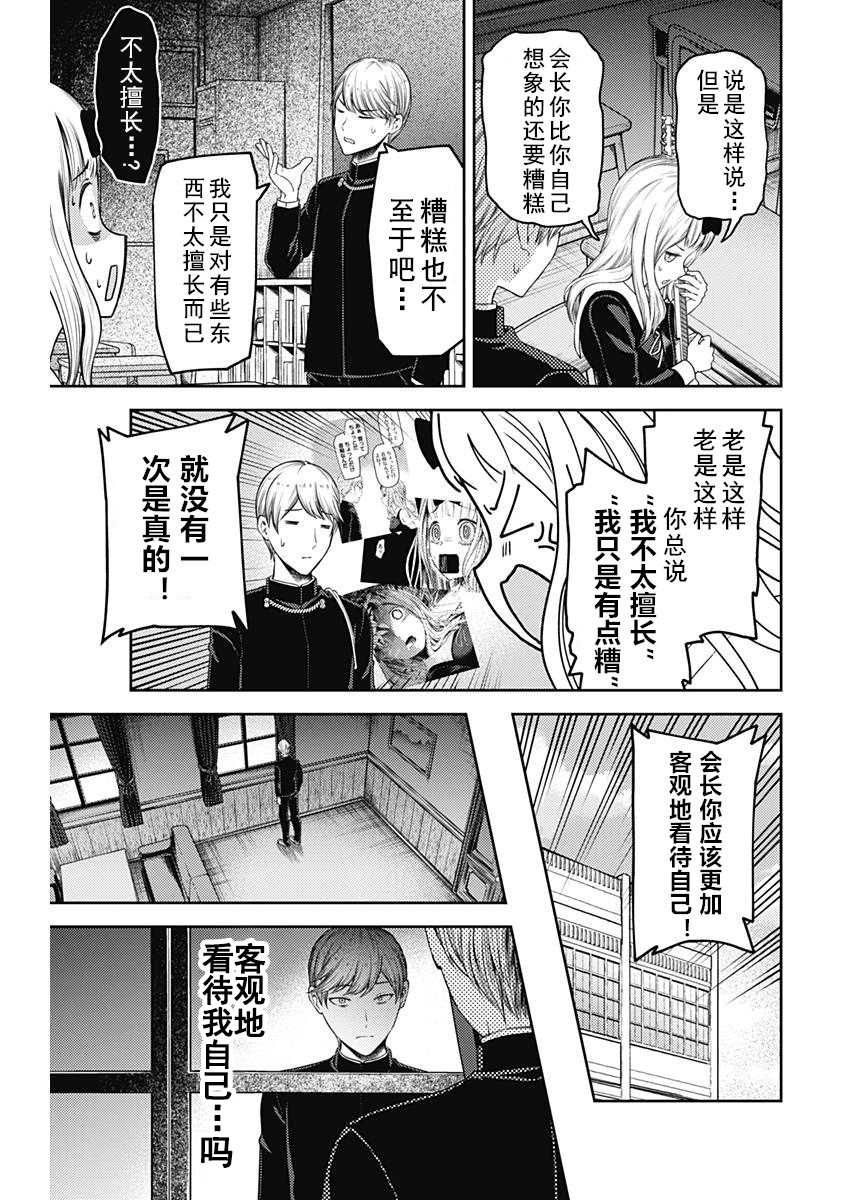 说是这样说…
但是
会长你比你自己
想象的还要糟糕
糟糕也不
至于吧…
我只是对有些东
西不太擅长而已
不太擅长…?
老是这样
老是这样
你总说
"我不太擅长"
"我只是有点糟"
就没有一
次是真的！
会长你应该更加
客观地看待自己！
客观地
看待我自己…吗